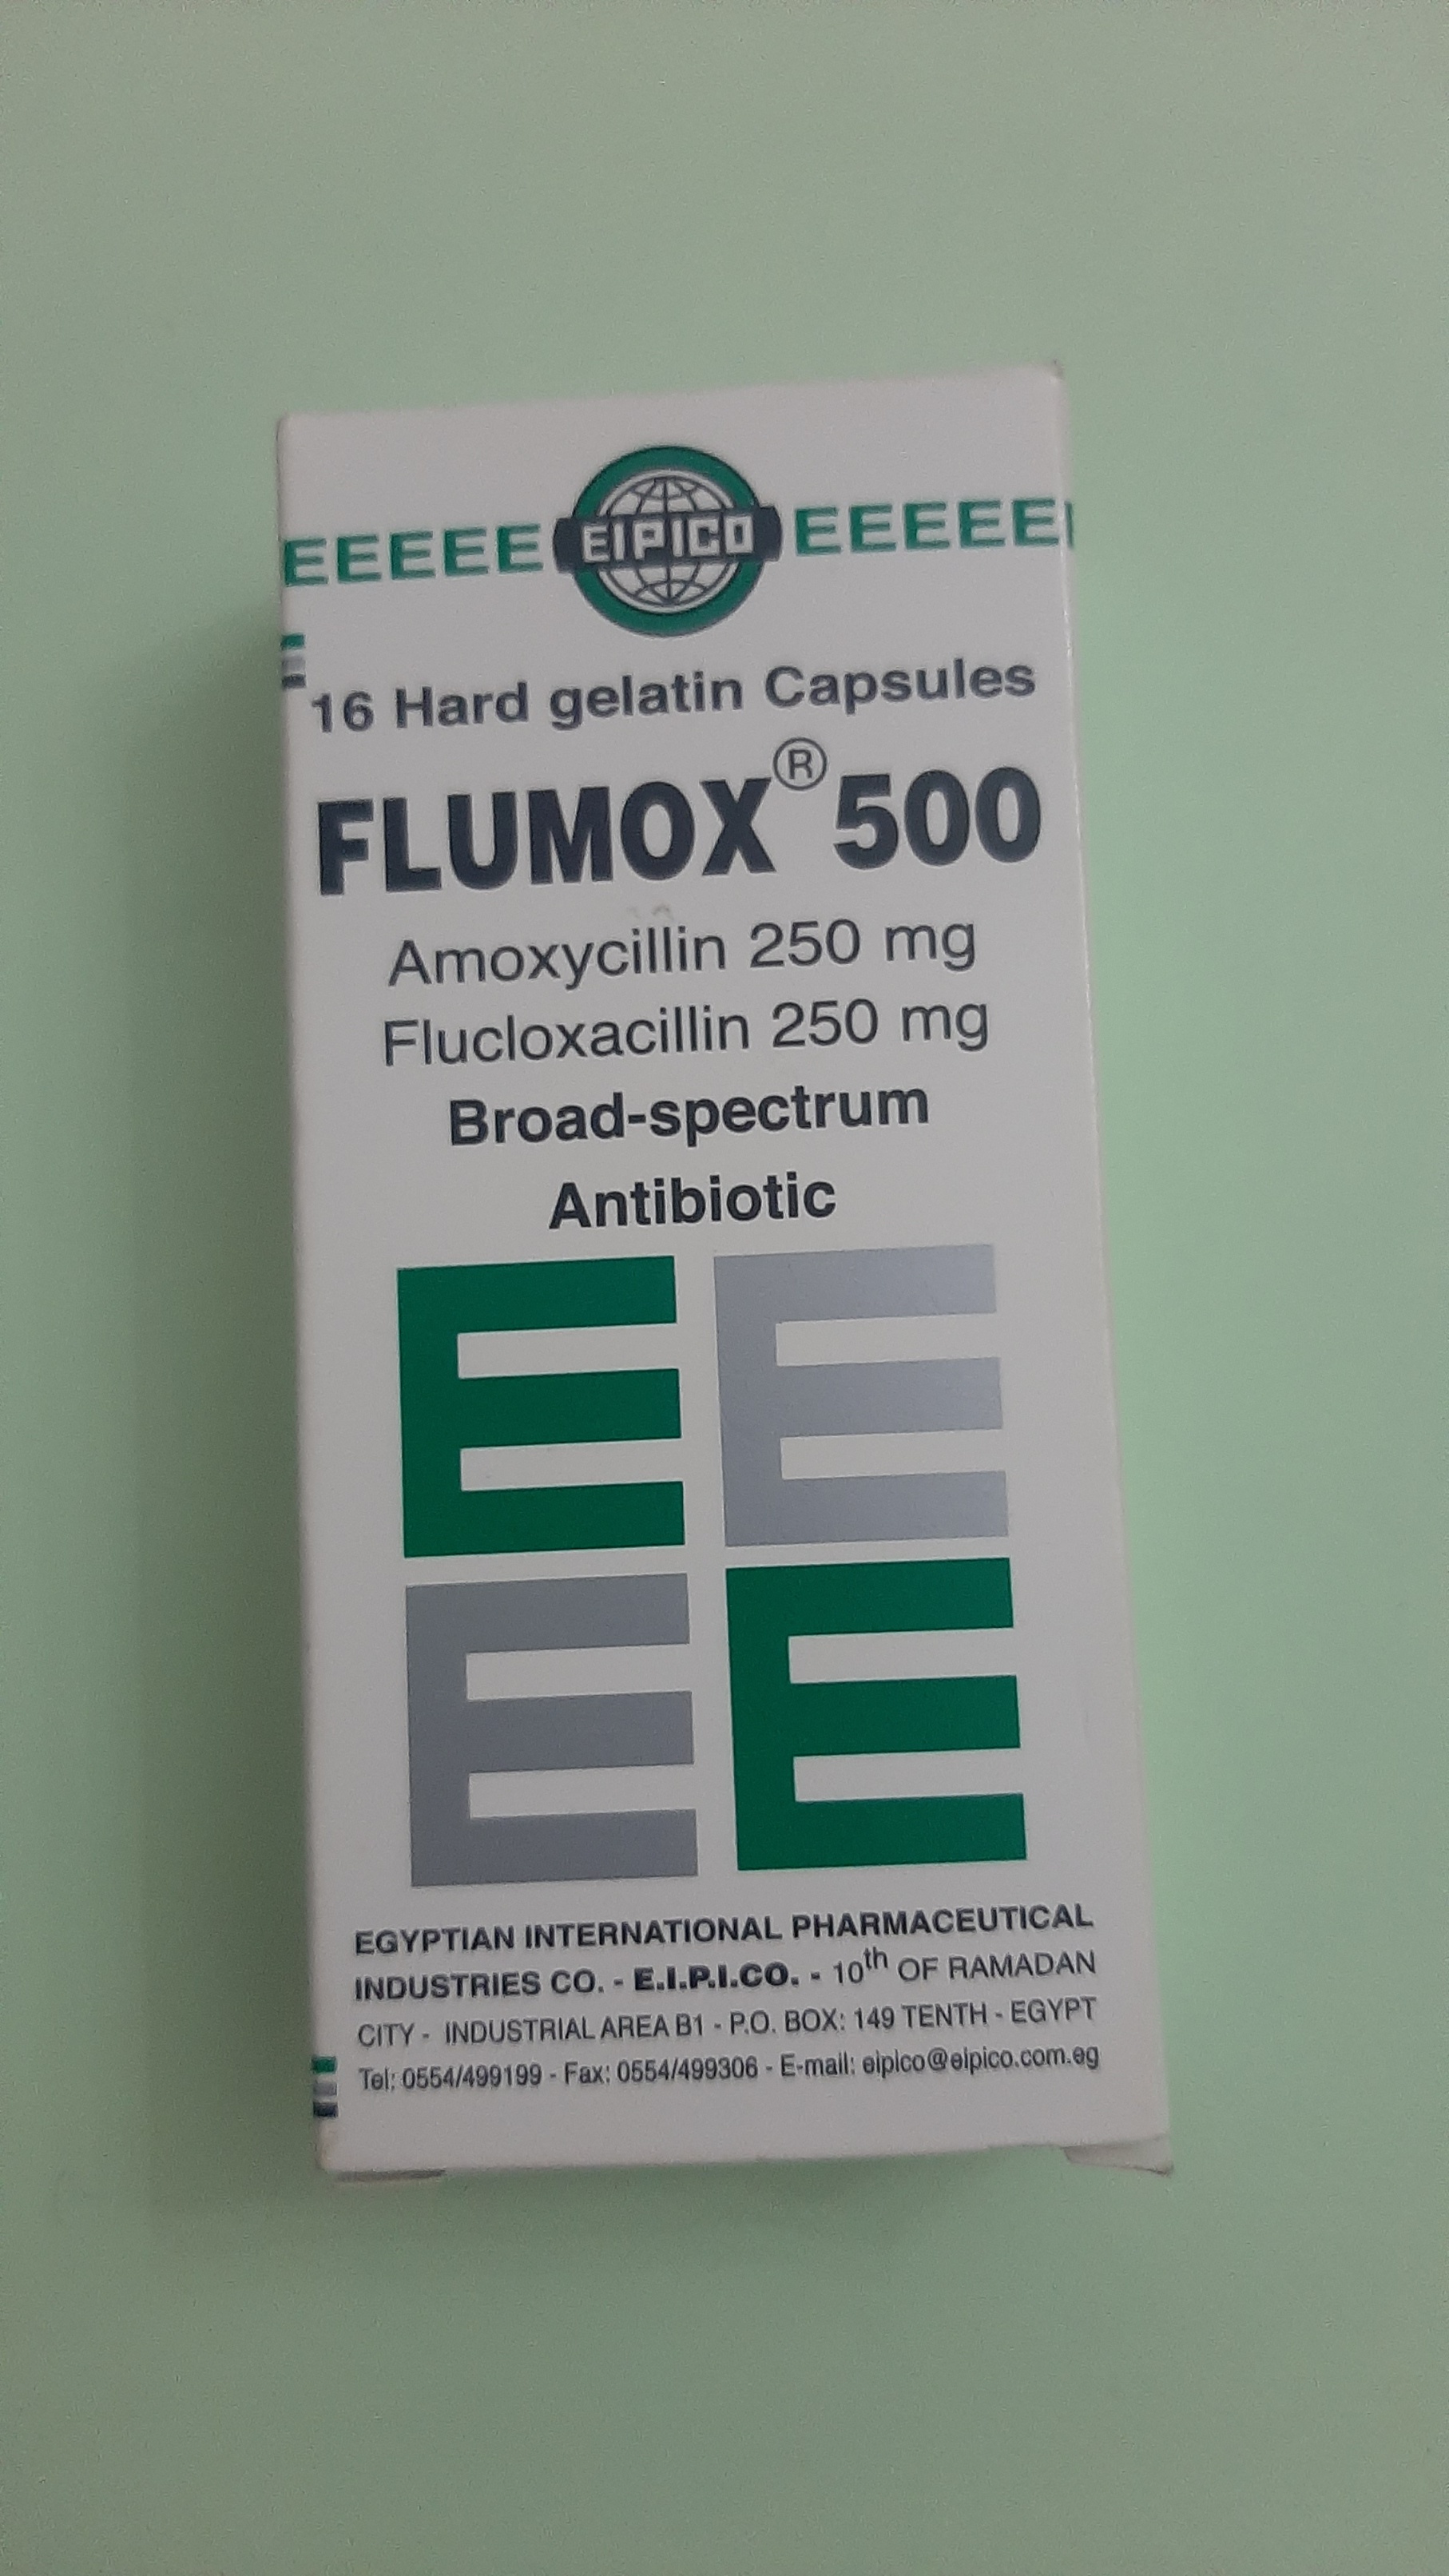 EEEEE EIPICO EEEEE
16 Hard gelatin Capsules
FLUMOX® 500
Amoxycillin 250 mg
Flucloxacillin 250 mg
Broad-spectrum
Antibiotic
E E
E E
EGYPTIAN INTERNATIONAL PHARMACEUTICAL
INDUSTRIES CO. - E.I.P.I.CO. - 10th OF RAMADAN
CITY - INDUSTRIAL AREA B1 - P.O. BOX: 149 TENTH - EGYPT
Tel: 0554/499199 - Fax: 0554/499306 - E-mail: eipico@eipico.com.eg